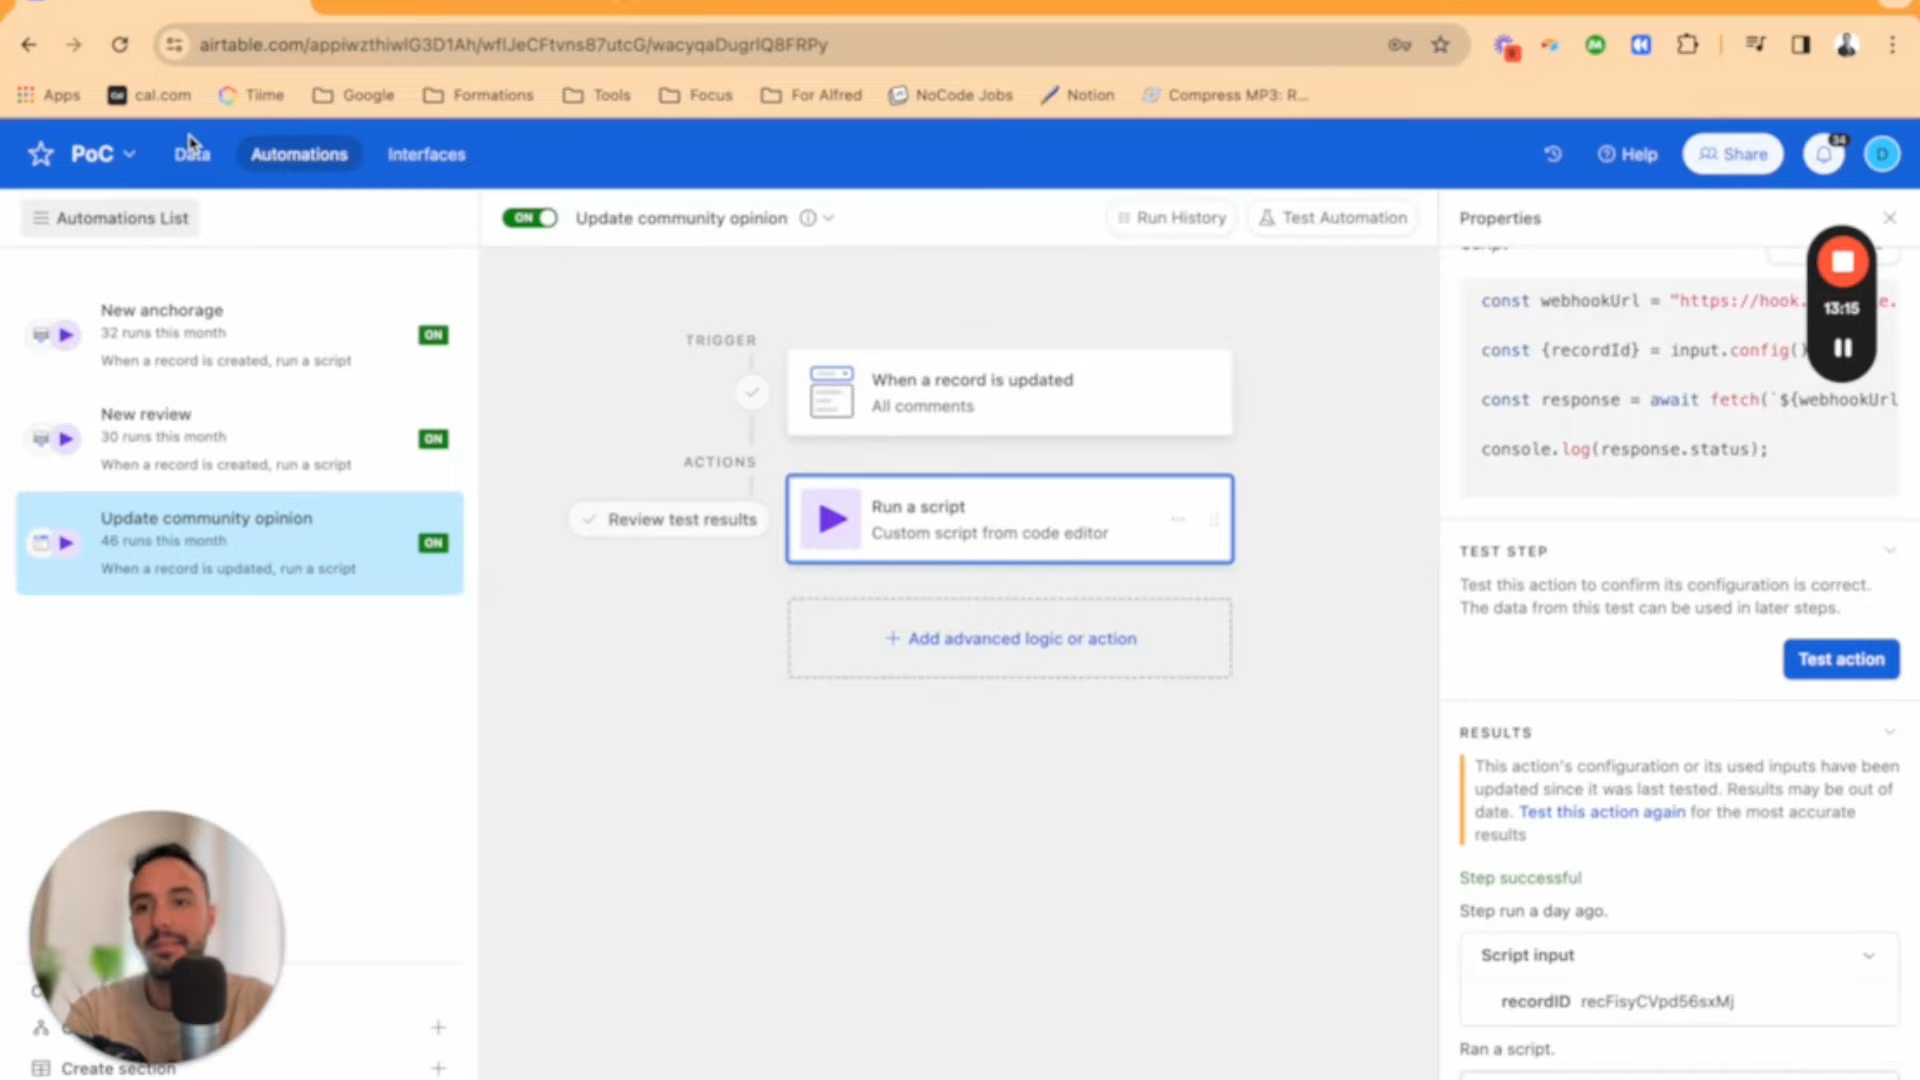 airtable.com/appiwzthiwlG3D1Ah/wflJeCFtvns87utcG/wacyqaDugrlQ8FRPy
Apps
cal.com
Tiime
Google
Formations
Tools
Focus
For Alfred
NoCode Jobs
Notion
Compress MP3: R...
PoC
Data
Automations
Interfaces
Help
Share
34
D
Automations List
ON
Update community opinion
Run History
Test Automation
Properties
New anchorage
32 runs this month
When a record is created, run a script
ON
New review
30 runs this month
When a record is created, run a script
ON
Update community opinion
46 runs this month
When a record is updated, run a script
ON
TRIGGER
When a record is updated
All comments
ACTIONS
Review test results
Run a script
Custom script from code editor
+ Add advanced logic or action
const webhookUrl = "https://hook.
const {recordId} = input.config()
const response = await fetch(`${webhookUrl
console.log(response.status);
13:15
TEST STEP
Test this action to confirm its configuration is correct.
The data from this test can be used in later steps.
Test action
RESULTS
This action's configuration or its used inputs have been
updated since it was last tested. Results may be out of
date. Test this action again for the most accurate
results
Step successful
Step run a day ago.
Script input
recordID recFisyCVpd56sxMj
Ran a script.
Create section